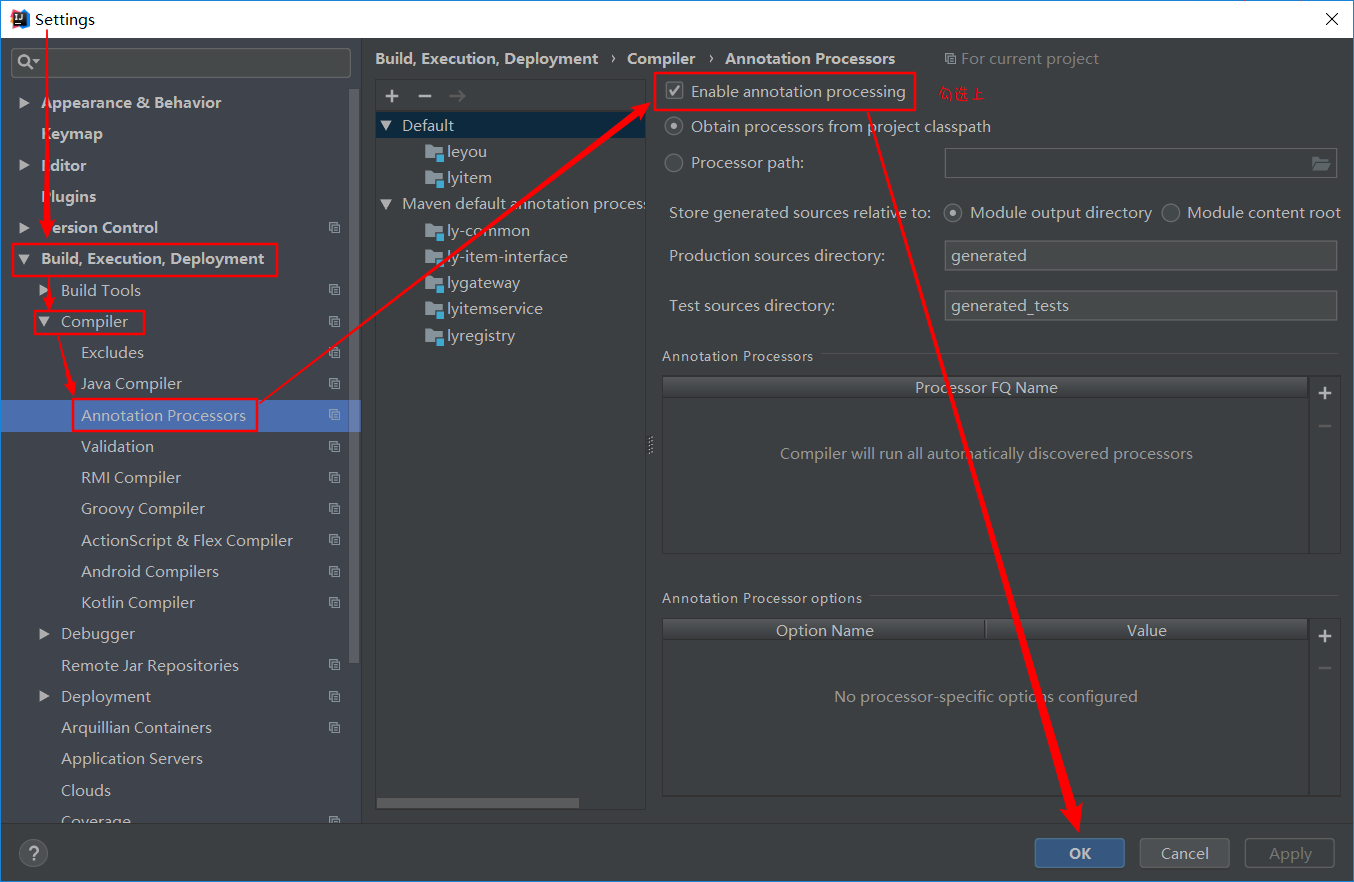 Settings
Appearance & Behavior
Keymap
Editor
Plugins
Version Control
Build, Execution, Deployment
Build Tools
Compiler
Excludes
Java Compiler
Annotation Processors
Validation
RMI Compiler
Groovy Compiler
ActionScript & Flex Compiler
Android Compilers
Kotlin Compiler
Debugger
Remote Jar Repositories
Deployment
Arquillian Containers
Application Servers
Clouds
Coverage
Build, Execution, Deployment › Compiler › Annotation Processors
For current project
Default
leyou
lyitem
Maven default annotation proces
ly-common
ly-item-interface
lygateway
lyitemservice
lyregistry
Enable annotation processing
勾选上
Obtain processors from project classpath
Processor path:
Store generated sources relative to: Module output directory Module content root
Production sources directory: generated
Test sources directory: generated_tests
Annotation Processors
Processor FQ Name
Compiler will run all automatically discovered processors
Annotation Processor options
Option Name Value
No processor-specific options configured
?
OK Cancel Apply